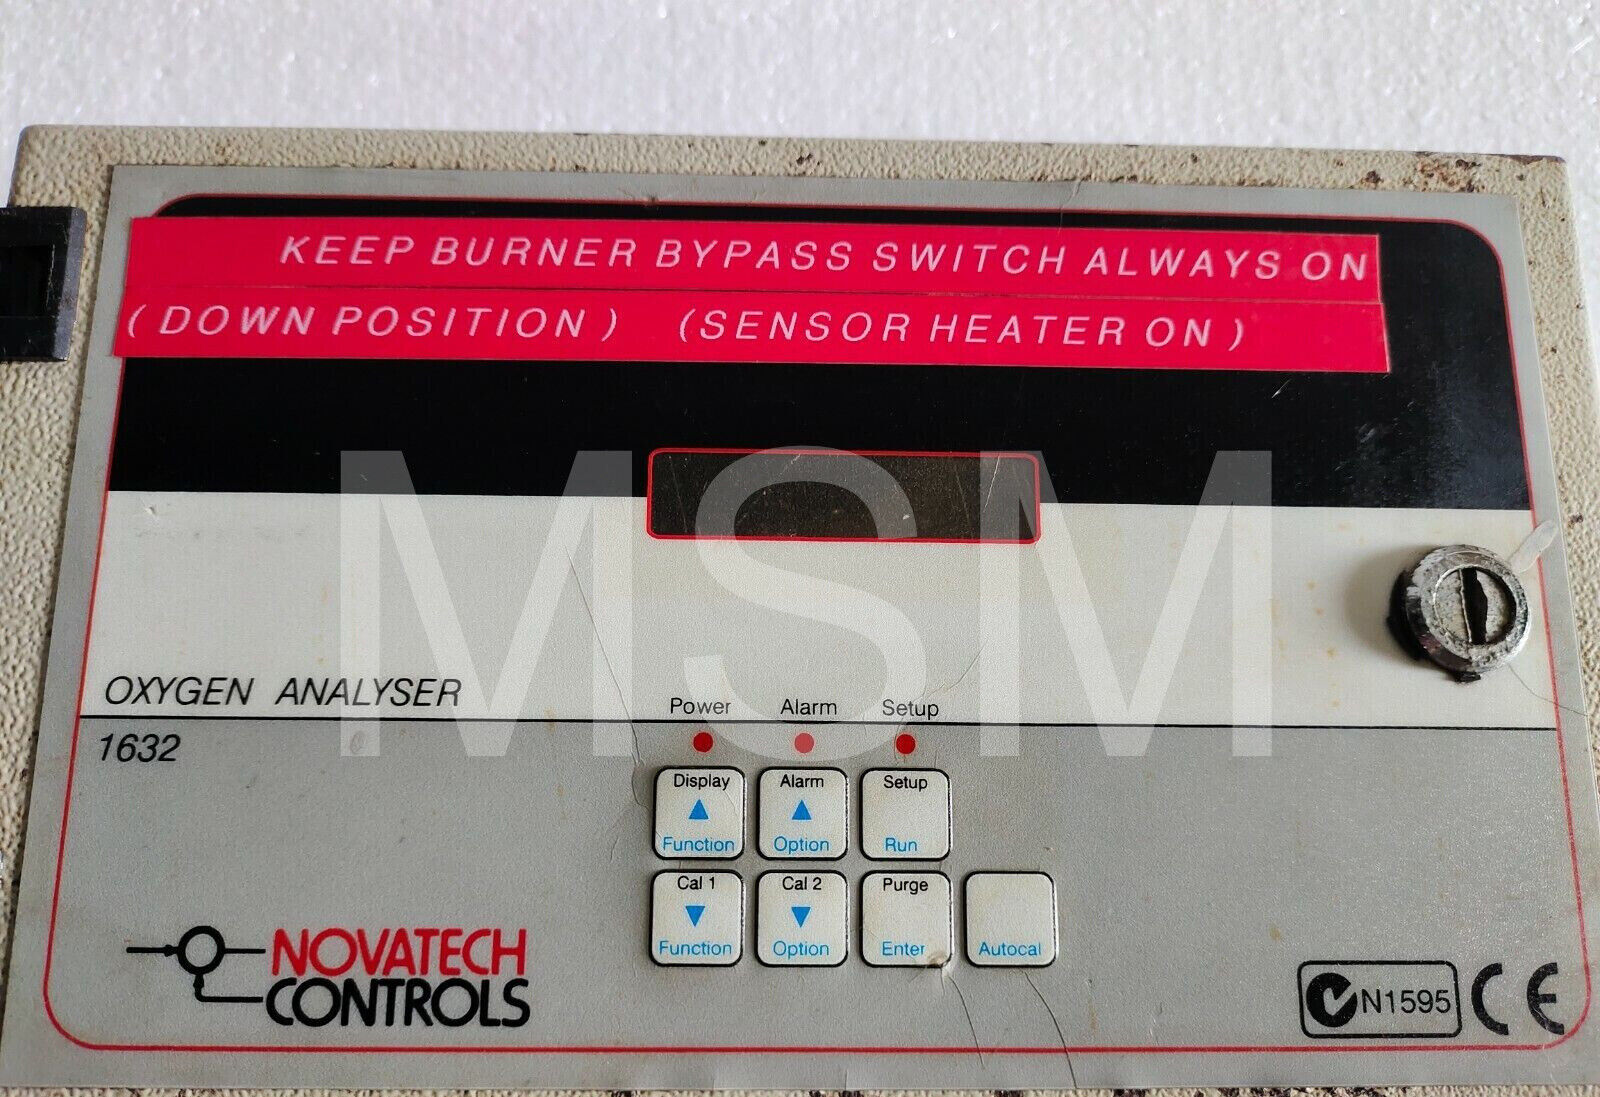 KEEP BURNER BYPASS SWITCH ALWAYS ON
( DOWN POSITION ) (SENSOR HEATER ON )
MSM
OXYGEN ANALYSER
1632
Power Alarm Setup
Display Alarm Setup
Function Option Run
Cal 1 Cal 2 Purge
Function Option Enter Autocal
NOVATECH
CONTROLS
N1595 CE